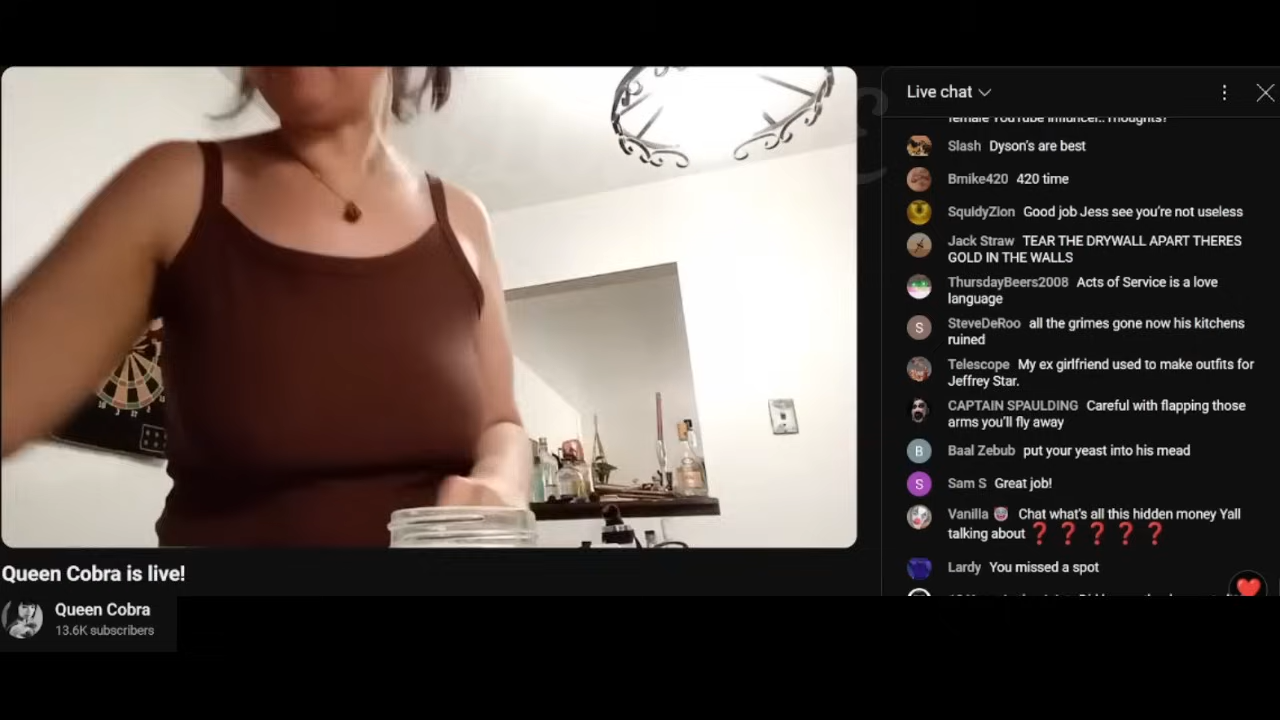 Live chat
female YouTube influncer..Thoughts?
Slash Dyson's are best
Bmike420 420 time
SquidyZion Good job Jess see you're not useless
Jack Straw TEAR THE DRYWALL APART THERES
GOLD IN THE WALLS
ThursdayBeers2008 Acts of Service is a love
language
S SteveDeRoo all the grimes gone now his kitchens
ruined
Telescope My ex girlfriend used to make outfits for
Jeffrey Star.
CAPTAIN SPAULDING Careful with flapping those
arms you'll fly away
B Baal Zebub put your yeast into his mead
S Sam S Great job!
Vanilla Chat what's all this hidden money Yall
talking about ❓ ❓ ❓ ❓ ❓
Lardy You missed a spot
Queen Cobra is live!
Queen Cobra
13.6K subscribers